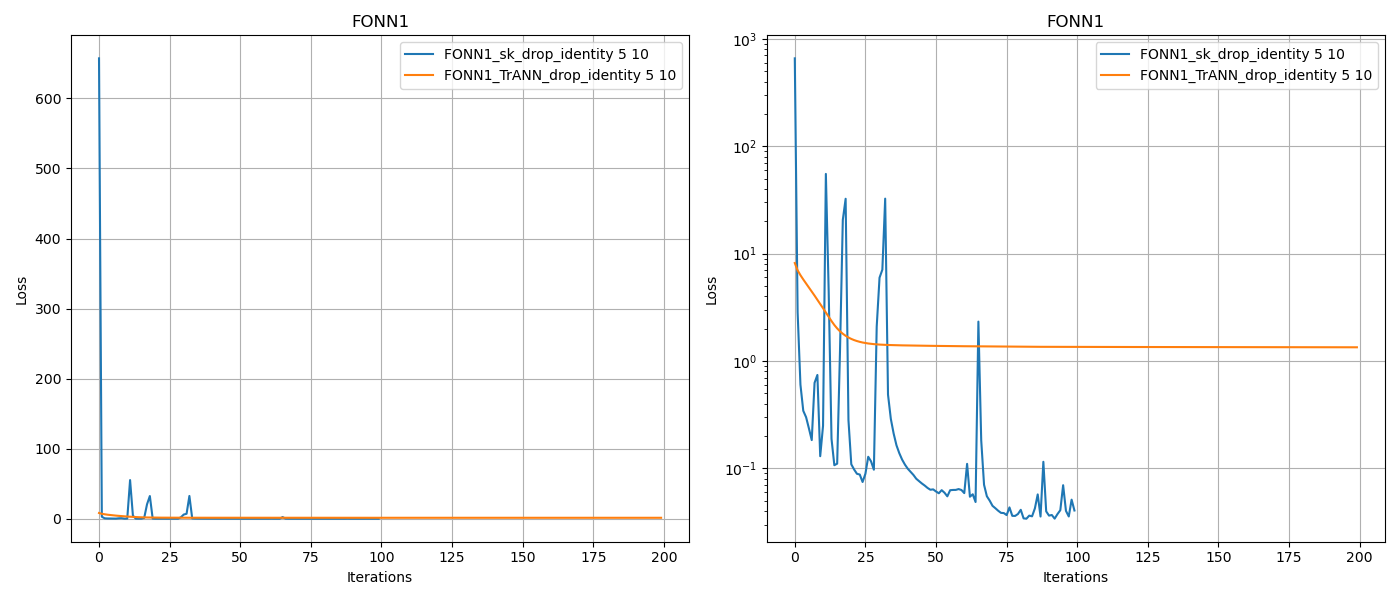 FONN1
FONN1_sk_drop_identity 5 10
FONN1_TrANN_drop_identity 5 10
600
500
400
300
200
100
0
Loss
0 25 50 75 100 125 150 175 200
Iterations
FONN1
FONN1_sk_drop_identity 5 10
FONN1_TrANN_drop_identity 5 10
10³
10²
10¹
10⁰
10⁻¹
Loss
0 25 50 75 100 125 150 175 200
Iterations